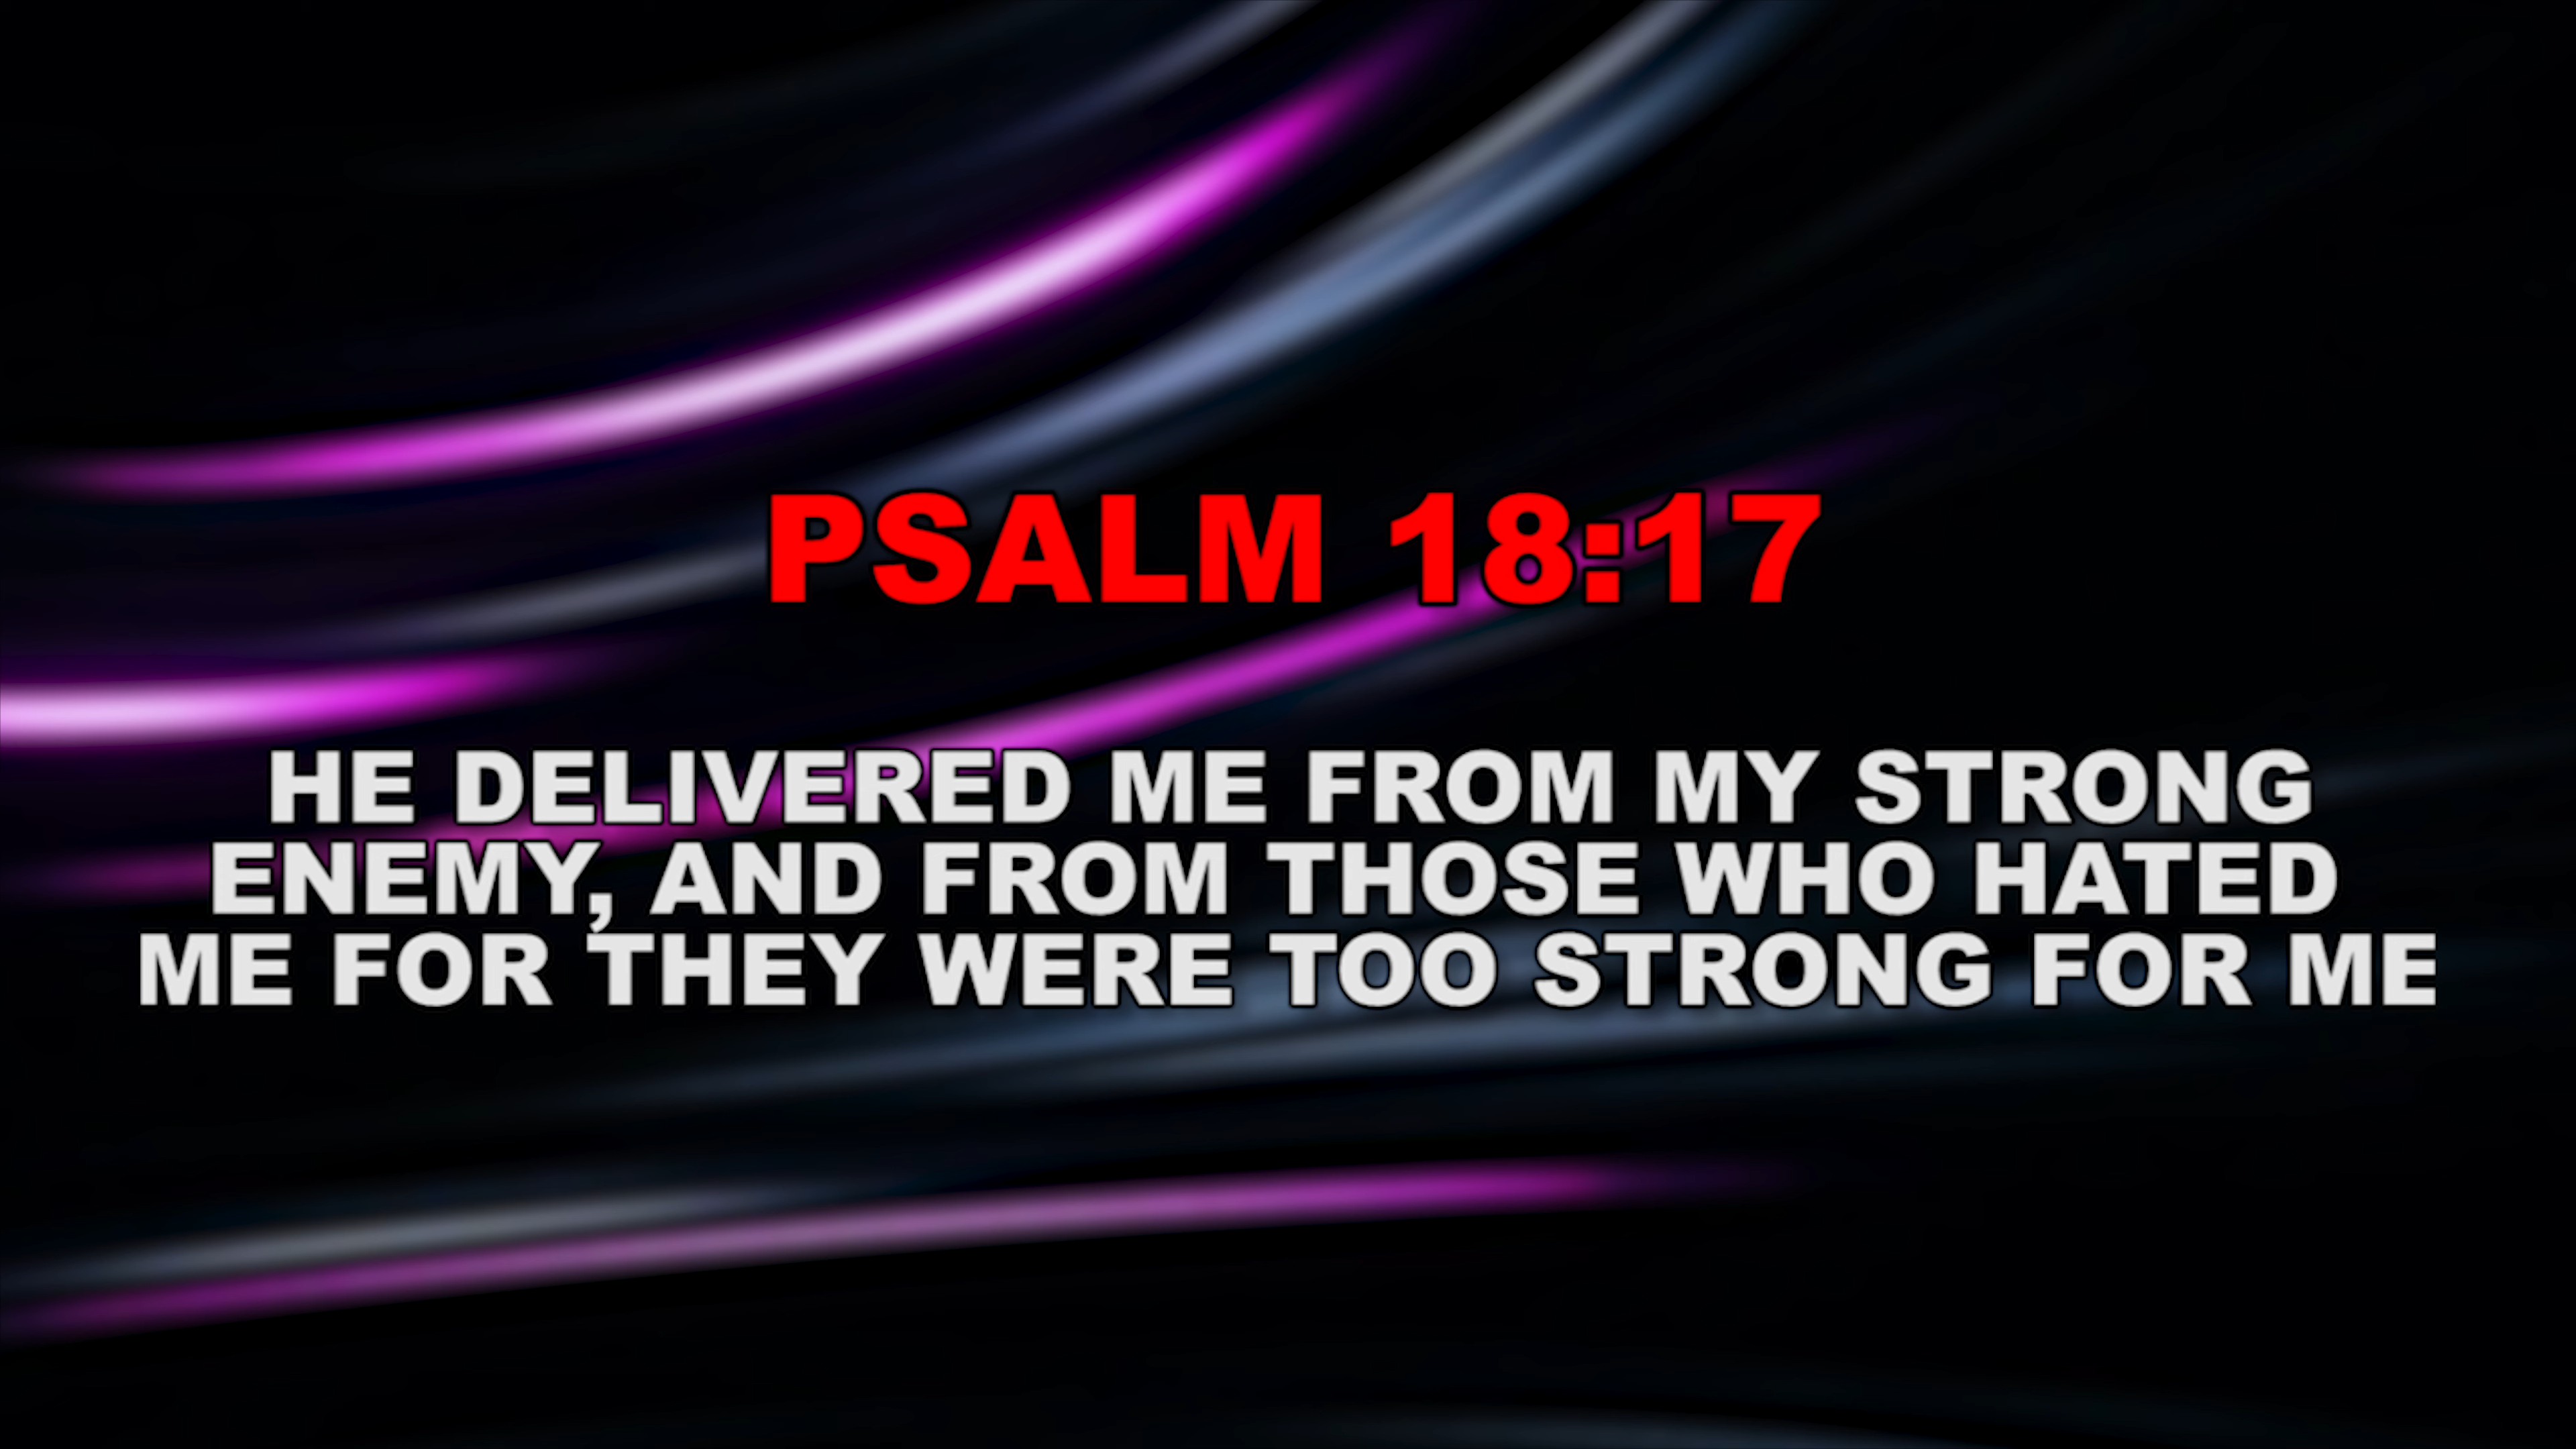 PSALM 18:17
HE DELIVERED ME FROM MY STRONG
ENEMY, AND FROM THOSE WHO HATED
ME FOR THEY WERE TOO STRONG FOR ME